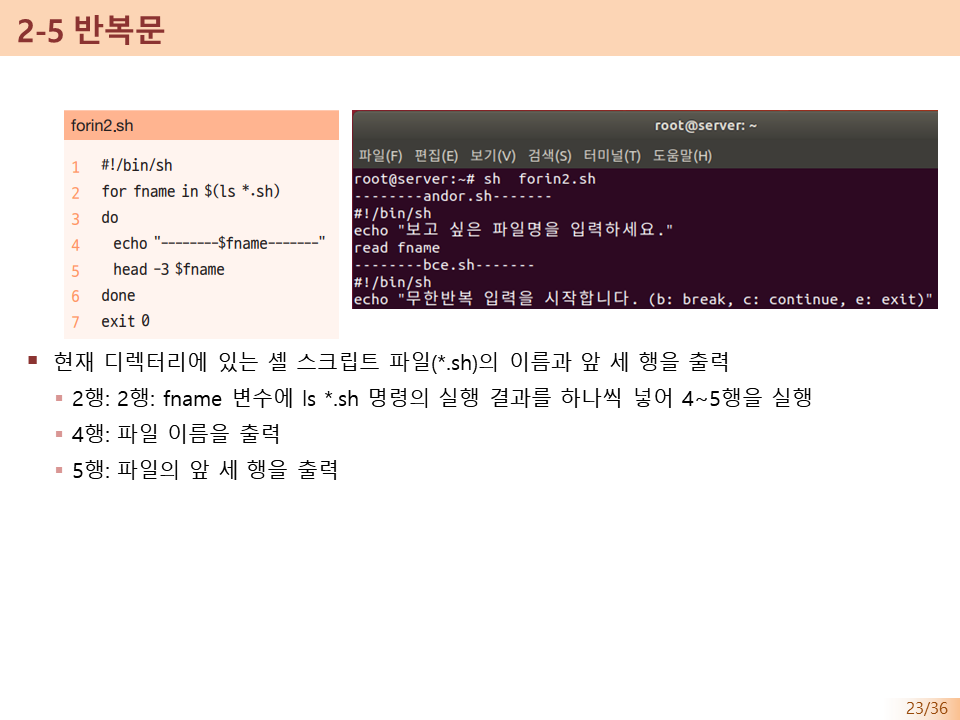 2-5 반복문
forin2.sh
1 #!/bin/sh
2 for fname in $(ls *.sh)
3 do
4 echo "--------$fname-------"
5 head -3 $fname
6 done
7 exit 0
root@server: ~
파일(F) 편집(E) 보기(V) 검색(S) 터미널(T) 도움말(H)
root@server:~# sh forin2.sh
--------andor.sh-------
#!/bin/sh
echo "보고 싶은 파일명을 입력하세요."
read fname
--------bce.sh-------
#!/bin/sh
echo "무한반복 입력을 시작합니다. (b: break, c: continue, e: exit)"
■ 현재 디렉터리에 있는 셸 스크립트 파일(*.sh)의 이름과 앞 세 행을 출력
▪ 2행: 2행: fname 변수에 ls *.sh 명령의 실행 결과를 하나씩 넣어 4~5행을 실행
▪ 4행: 파일 이름을 출력
▪ 5행: 파일의 앞 세 행을 출력
23/36